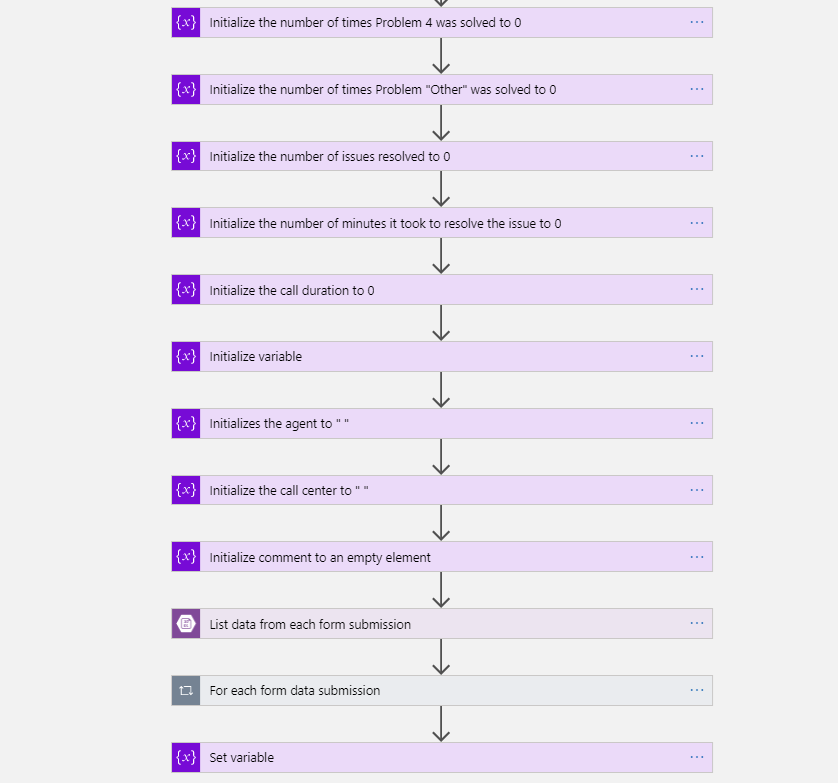 {x} Initialize the number of times Problem 4 was solved to 0 ...
{x} Initialize the number of times Problem "Other" was solved to 0 ...
{x} Initialize the number of issues resolved to 0 ...
{x} Initialize the number of minutes it took to resolve the issue to 0 ...
{x} Initialize the call duration to 0 ...
{x} Initialize variable ...
{x} Initializes the agent to " " ...
{x} Initialize the call center to " " ...
{x} Initialize comment to an empty element ...
List data from each form submission ...
For each form data submission ...
{x} Set variable ...